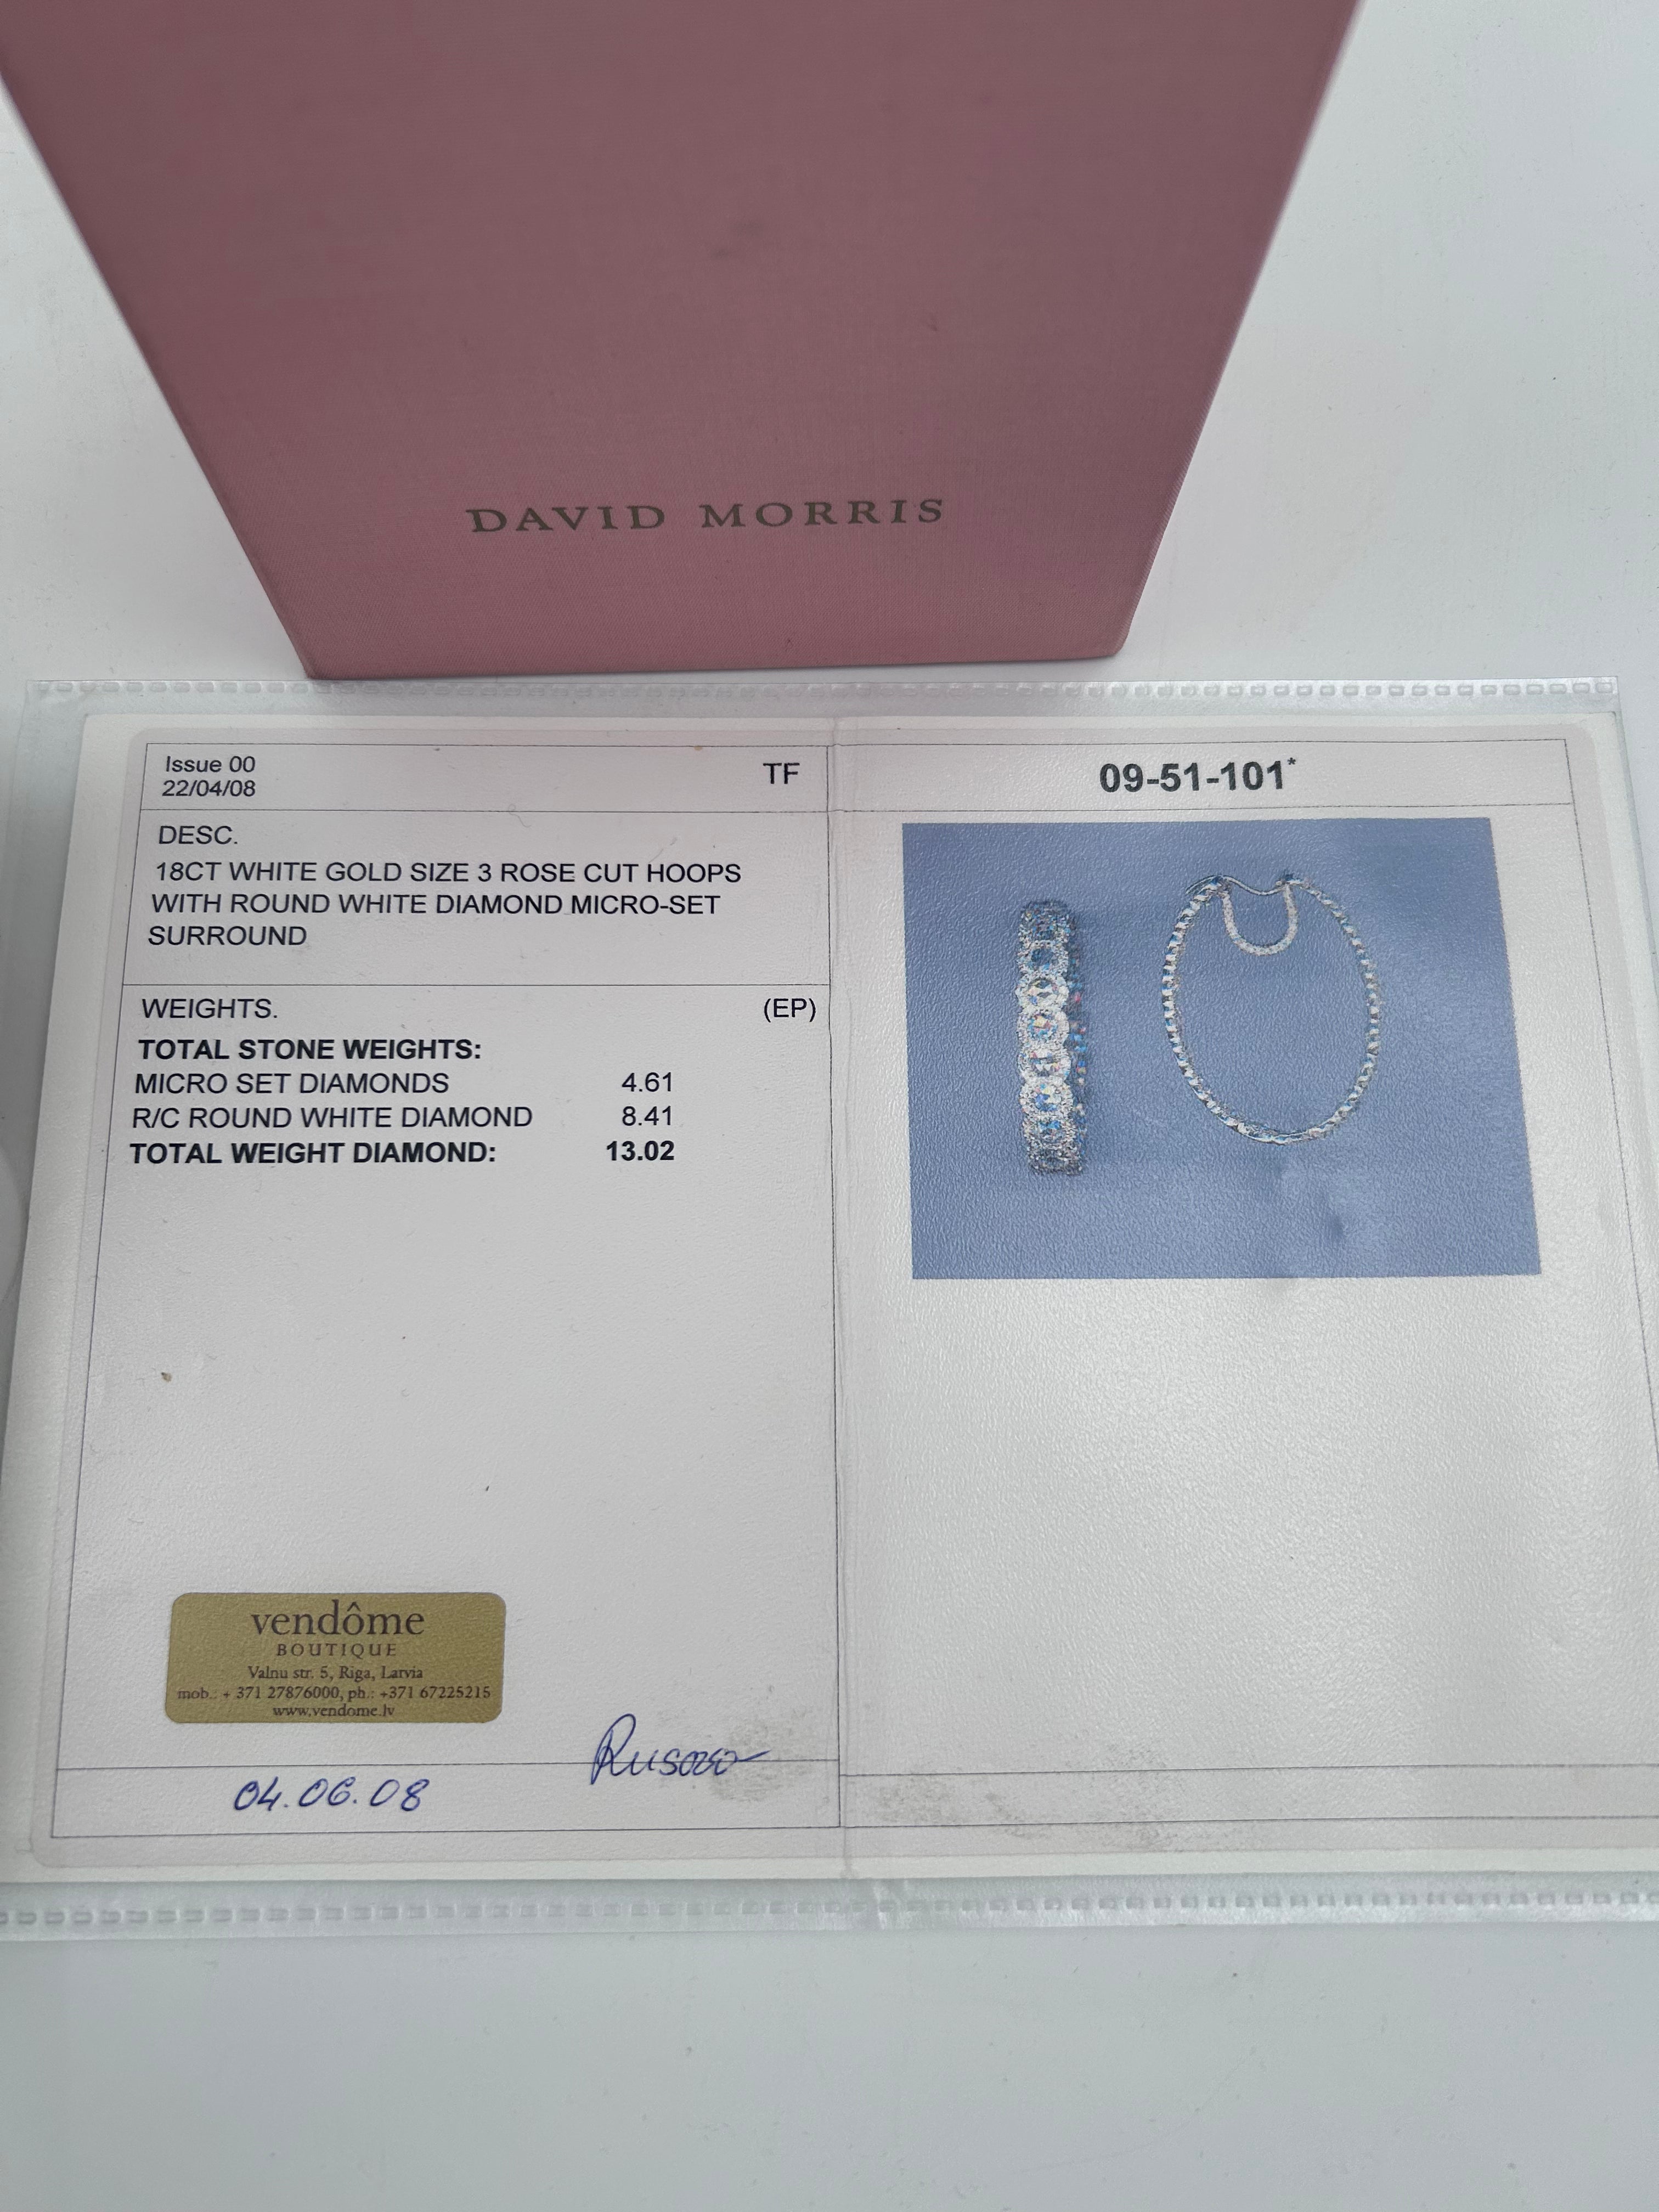 DAVID MORRIS
Issue 00
22/04/08
TF
DESC.
18CT WHITE GOLD SIZE 3 ROSE CUT HOOPS
WITH ROUND WHITE DIAMOND MICRO-SET
SURROUND
WEIGHTS. (EP)
TOTAL STONE WEIGHTS:
MICRO SET DIAMONDS 4.61
R/C ROUND WHITE DIAMOND 8.41
TOTAL WEIGHT DIAMOND: 13.02
vendôme
BOUTIQUE
Valnu str. 5, Riga, Larvia
mob.: + 371 27876000, ph.: +371 67225215
www.vendome.lv
04.06.08
09-51-101*